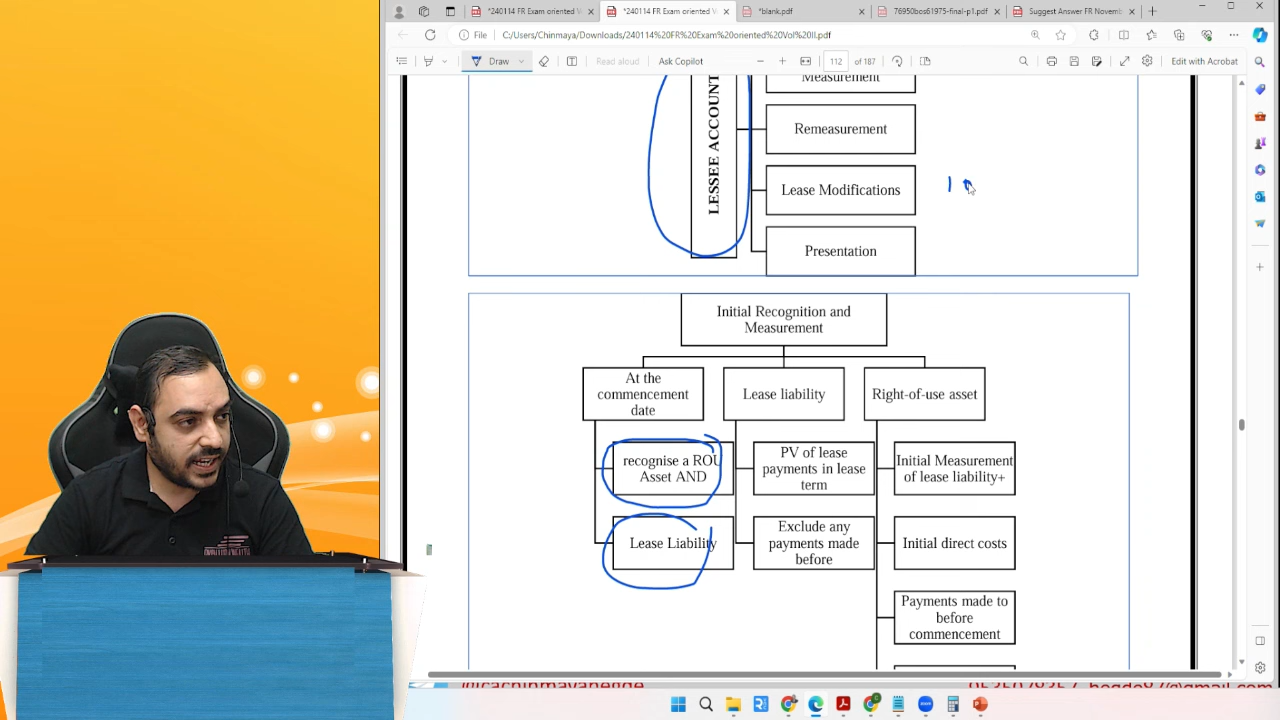 *240114 FR Exam oriented V
*240114 FR Exam oriented V
*blank.pdf
*76950bos61975-final-p1.pdf
*Suggest Answer FR Novemb
File
C:/Users/Chinmaya/Downloads/240114%20FR%20Exam%20oriented%20Vol%20II.pdf
Draw
Read aloud
Ask Copilot
112 of 187
Edit with Acrobat
LESSEE ACCOUNT
Measurement
Remeasurement
Lease Modifications
Presentation
Initial Recognition and
Measurement
At the
commencement
date
Lease liability
Right-of-use asset
recognise a ROU
Asset AND
PV of lease
payments in lease
term
Initial Measurement
of lease liability+
Lease Liability
Exclude any
payments made
before
Initial direct costs
Payments made to
before
commencement